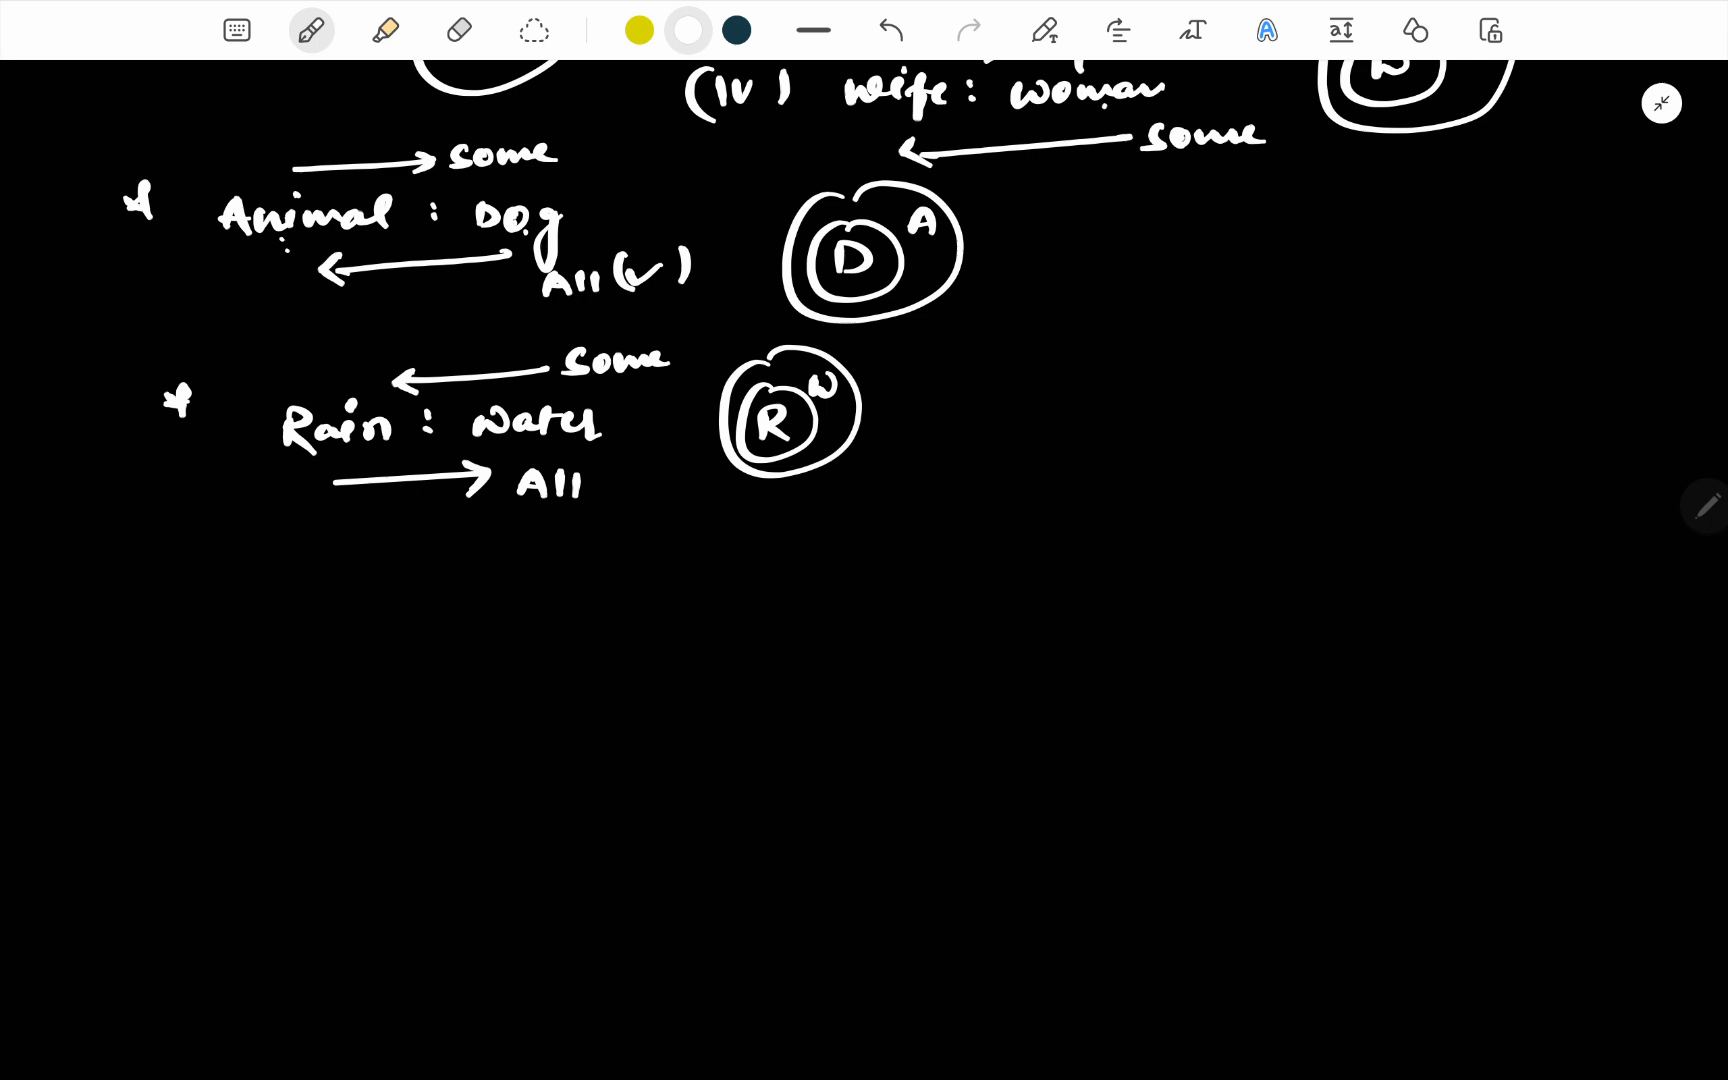 (IV) Wife : Woman
some
some
* Animal : Dog
A
D
All (✓)
some
* Rain : Water
W
R
All